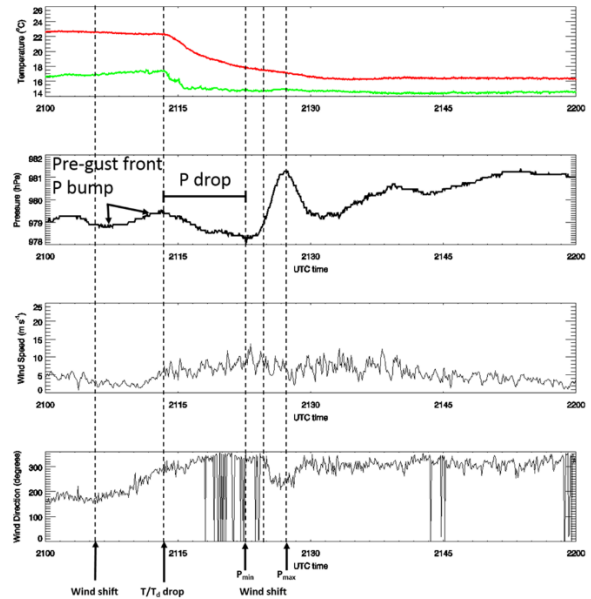 Temperature (°C)
26
24
22
20
18
16
14
2100
2115
2130
2145
2200
Pressure (hPa)
982
981
980
979
978
Pre-gust front
P bump
P drop
2100
2115
2130
2145
2200
UTC time
Wind Speed (m s⁻¹)
25
20
15
10
5
0
2100
2115
2130
2145
2200
UTC time
Wind Direction (degrees)
300
200
100
0
2100
2115
2130
2145
2200
UTC time
Wind shift
T/Td drop
Pmin
Pmax
Wind shift